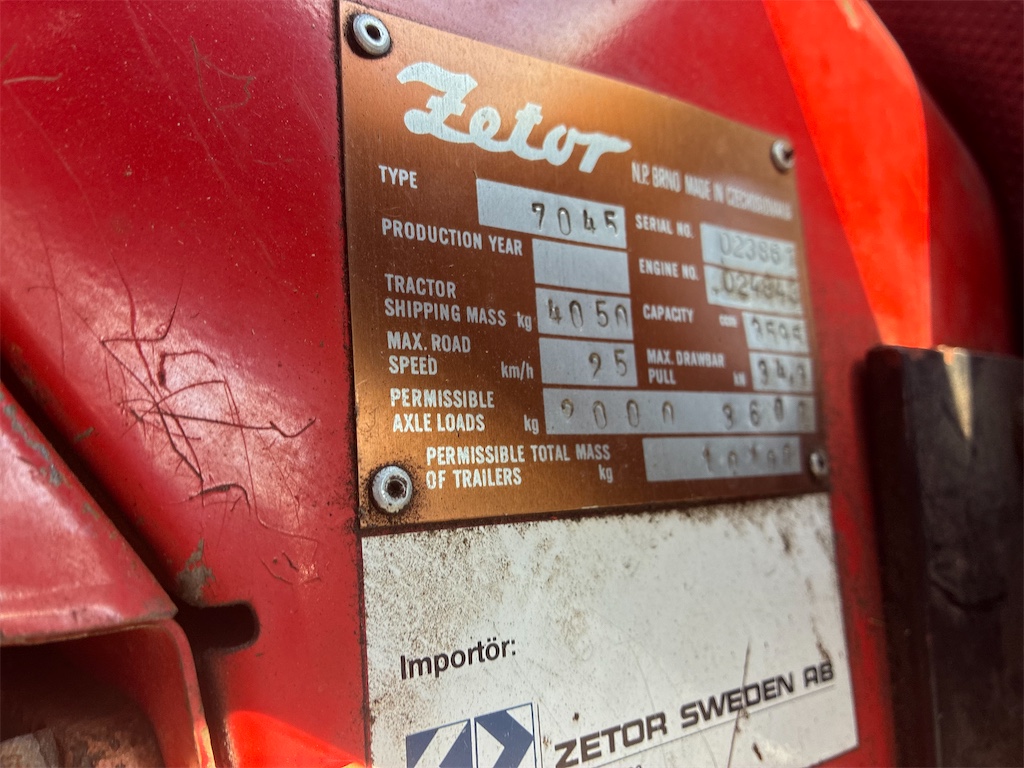 Zetor
N.P. BRNO MADE IN CZECHOSLOVAKIA
TYPE 7045 SERIAL NO.
PRODUCTION YEAR ENGINE NO.
TRACTOR
SHIPPING MASS kg 4050 CAPACITY ccm 3595
MAX. ROAD
SPEED km/h 25 MAX. DRAWBAR
PULL kN
PERMISSIBLE
AXLE LOADS kg
PERMISSIBLE TOTAL MASS
OF TRAILERS kg
Importör:
ZETOR SWEDEN AB